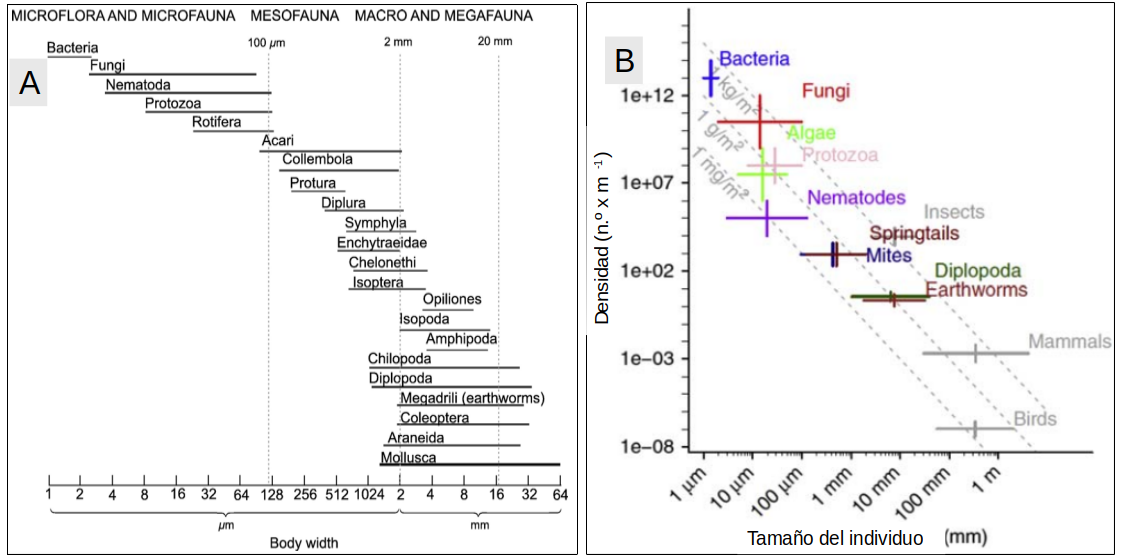 MICROFLORA AND MICROFAUNA MESOFAUNA MACRO AND MEGAFAUNA
100 µm 2 mm 20 mm
A
Bacteria
Fungi
Nematoda
Protozoa
Rotifera
Acari
Collembola
Protura
Diplura
Symphyla
Enchytraeidae
Chelonethi
Isoptera
Opiliones
Isopoda
Amphipoda
Chilopoda
Diplopoda
Megadrili (earthworms)
Coleoptera
Araneida
Mollusca
1 2 4 8 16 32 64 128 256 512 1024 2 4 8 16 32 64
µm mm
Body width
B
Densidad (n.º x m -1)
1e+12
1e+07
1e+02
1e-03
1e-08
1 kg/m²
1 g/m²
1 mg/m²
Bacteria
Fungi
Algae
Protozoa
Nematodes
Insects
Springtails
Mites
Diplopoda
Earthworms
Mammals
Birds
1 µm 10 µm 100 µm 1 mm 10 mm 100 mm 1 m
Tamaño del individuo (mm)